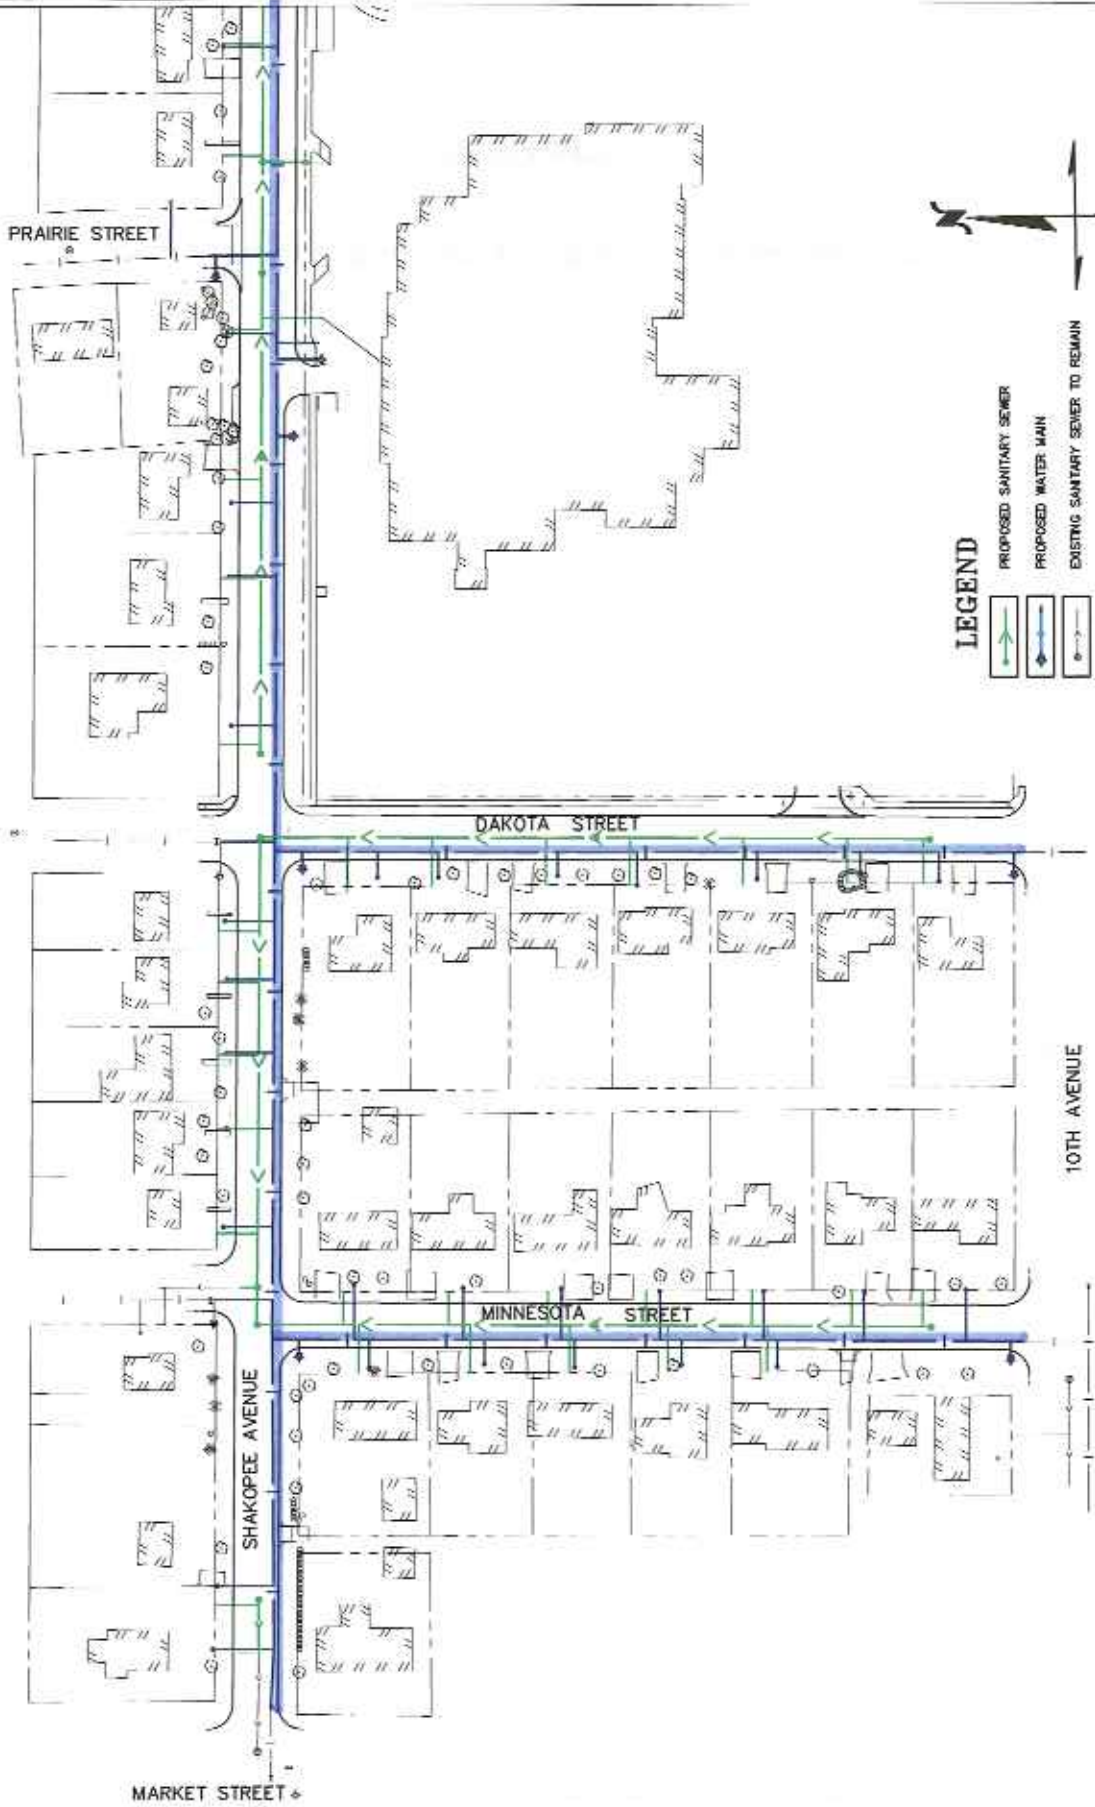 PRAIRIE STREET
N
DAKOTA STREET
LEGEND
PROPOSED SANITARY SEWER
PROPOSED WATER MAIN
EXISTING SANITARY SEWER TO REMAIN
10TH AVENUE
MINNESOTA STREET
SHAKOPEE AVENUE
MARKET STREET